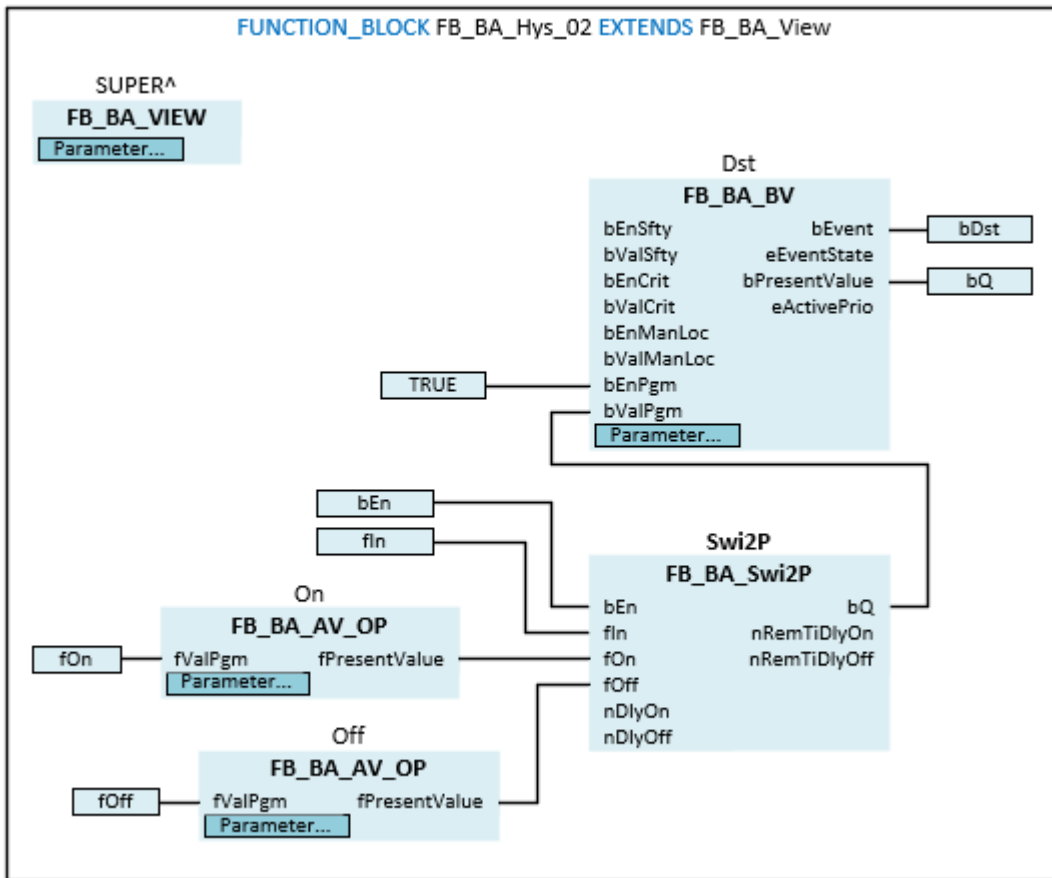 FUNCTION_BLOCK FB_BA_Hys_02 EXTENDS FB_BA_View
SUPER^
FB_BA_VIEW
Parameter...
Dst
FB_BA_BV
bEnSfty bEvent bDst
bValSfty eEventState
bEnCrit bPresentValue bQ
bValCrit eActivePrio
bEnManLoc
bValManLoc
TRUE bEnPgm
bValPgm
Parameter...
bEn
fIn
Swi2P
FB_BA_Swi2P
bEn bQ
fIn nRemTiDlyOn
fOn nRemTiDlyOff
fOff
nDlyOn
nDlyOff
On
FB_BA_AV_OP
fOn fValPgm fPresentValue
Parameter...
Off
FB_BA_AV_OP
fOff fValPgm fPresentValue
Parameter...